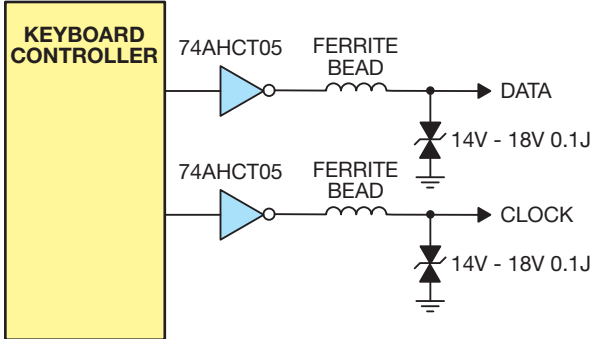 KEYBOARD
CONTROLLER
74AHCT05
FERRITE
BEAD
DATA
14V - 18V 0.1J
74AHCT05
FERRITE
BEAD
CLOCK
14V - 18V 0.1J